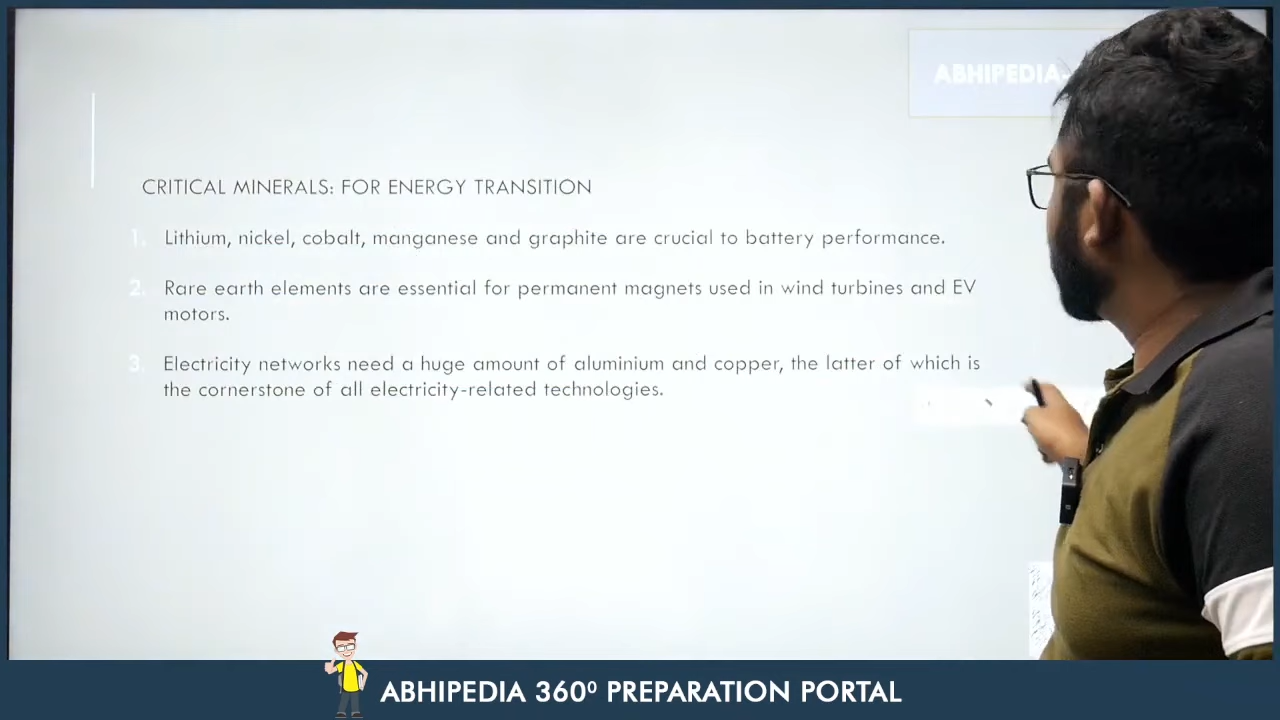 ABHIPEDIA-
CRITICAL MINERALS: FOR ENERGY TRANSITION
1. Lithium, nickel, cobalt, manganese and graphite are crucial to battery performance.
2. Rare earth elements are essential for permanent magnets used in wind turbines and EV
motors.
3. Electricity networks need a huge amount of aluminium and copper, the latter of which is
the cornerstone of all electricity-related technologies.
ABHIPEDIA 360⁰ PREPARATION PORTAL